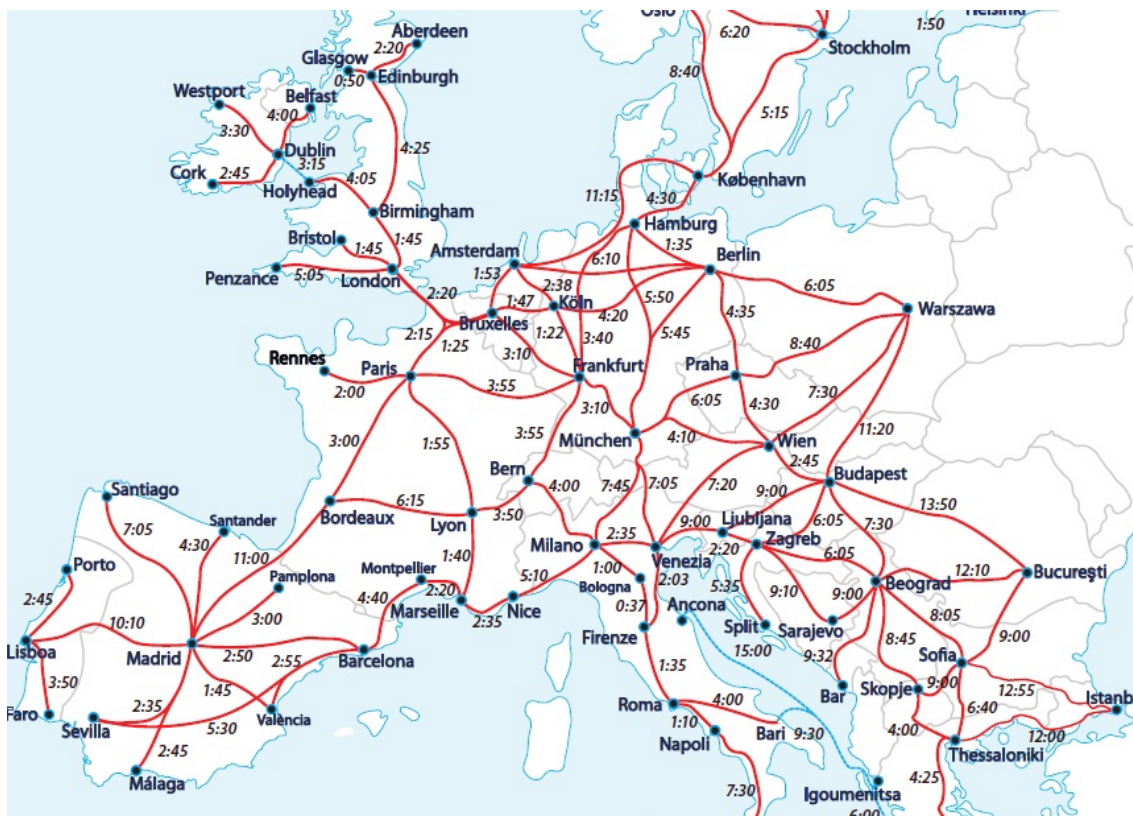 Oslo
Helsinki
1:50
6:20
Stockholm
Aberdeen
2:20
Glasgow
0:50
Edinburgh
8:40
Westport
Belfast
4:00
5:15
3:30
Dublin
4:25
3:15
Cork
2:45
4:05
København
Holyhead
11:15
4:30
Birmingham
Hamburg
Bristol
1:45
1:45
Amsterdam
6:10
1:35
Berlin
Penzance
5:05
London
1:53
2:38
6:05
2:20
1:47
Köln
5:50
Warszawa
Bruxelles
4:20
4:35
2:15
1:25
1:22
3:40
5:45
8:40
Rennes
3:10
Paris
Frankfurt
Praha
2:00
3:55
6:05
7:30
3:10
4:30
3:00
1:55
3:55
München
4:10
Wien
11:20
2:45
Bern
Budapest
Santiago
4:00
7:45
7:05
7:20
9:00
6:15
13:50
Bordeaux
Lyon
3:50
7:05
Santander
9:00
Ljubljana
6:05
7:30
4:30
2:35
Zagreb
11:00
1:40
Milano
Venezia
2:20
6:05
Porto
Montpellier
1:00
12:10
București
Pamplona
5:10
2:03
Bologna
5:35
9:10
9:00
Beograd
2:45
4:40
2:20
Nice
0:37
Ancona
8:05
Marseille
2:35
10:10
3:00
Firenze
Split
Sarajevo
9:00
Lisboa
Madrid
2:50
2:55
Barcelona
15:00
8:45
Sofia
9:32
3:50
1:45
1:35
Bar
Skopje
9:00
12:55
Faro
2:35
València
Roma
4:00
6:40
Istanb
Sevilla
5:30
1:10
Napoli
Bari
9:30
4:00
12:00
2:45
Thessaloniki
Málaga
7:30
Igoumenitsa
4:25
6:00